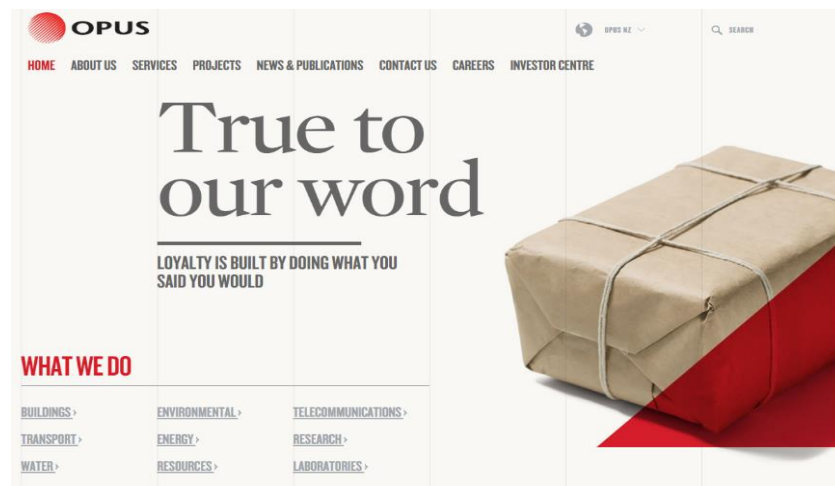 OPUS
OPUS NZ
SEARCH
HOME ABOUT US SERVICES PROJECTS NEWS & PUBLICATIONS CONTACT US CAREERS INVESTOR CENTRE
True to
our word
LOYALTY IS BUILT BY DOING WHAT YOU
SAID YOU WOULD
WHAT WE DO
BUILDINGS > ENVIRONMENTAL > TELECOMMUNICATIONS >
TRANSPORT > ENERGY > RESEARCH >
WATER > RESOURCES > LABORATORIES >